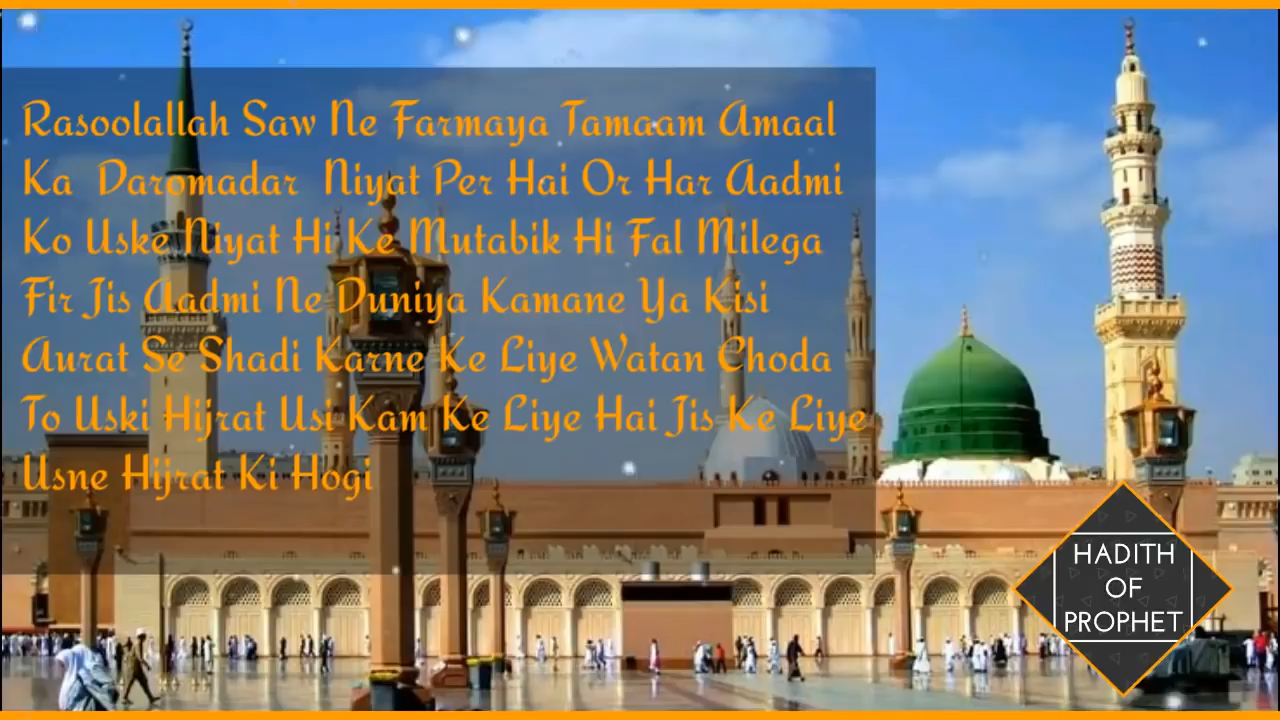 Rasoolallah Saw Ne Farmaya Tamaam Amaal
Ka Daromadar Niyat Per Hai Or Har Aadmi
Ko Uske Niyat Hi Ke Mutabik Hi Fal Milega
Fir Jis Aadmi Ne Duniya Kamane Ya Kisi
Aurat Se Shadi Karne Ke Liye Watan Choda
To Uski Hijrat Usi Kam Ke Liye Hai Jis Ke Liye
Usne Hijrat Ki Hogi
HADITH
OF
PROPHET